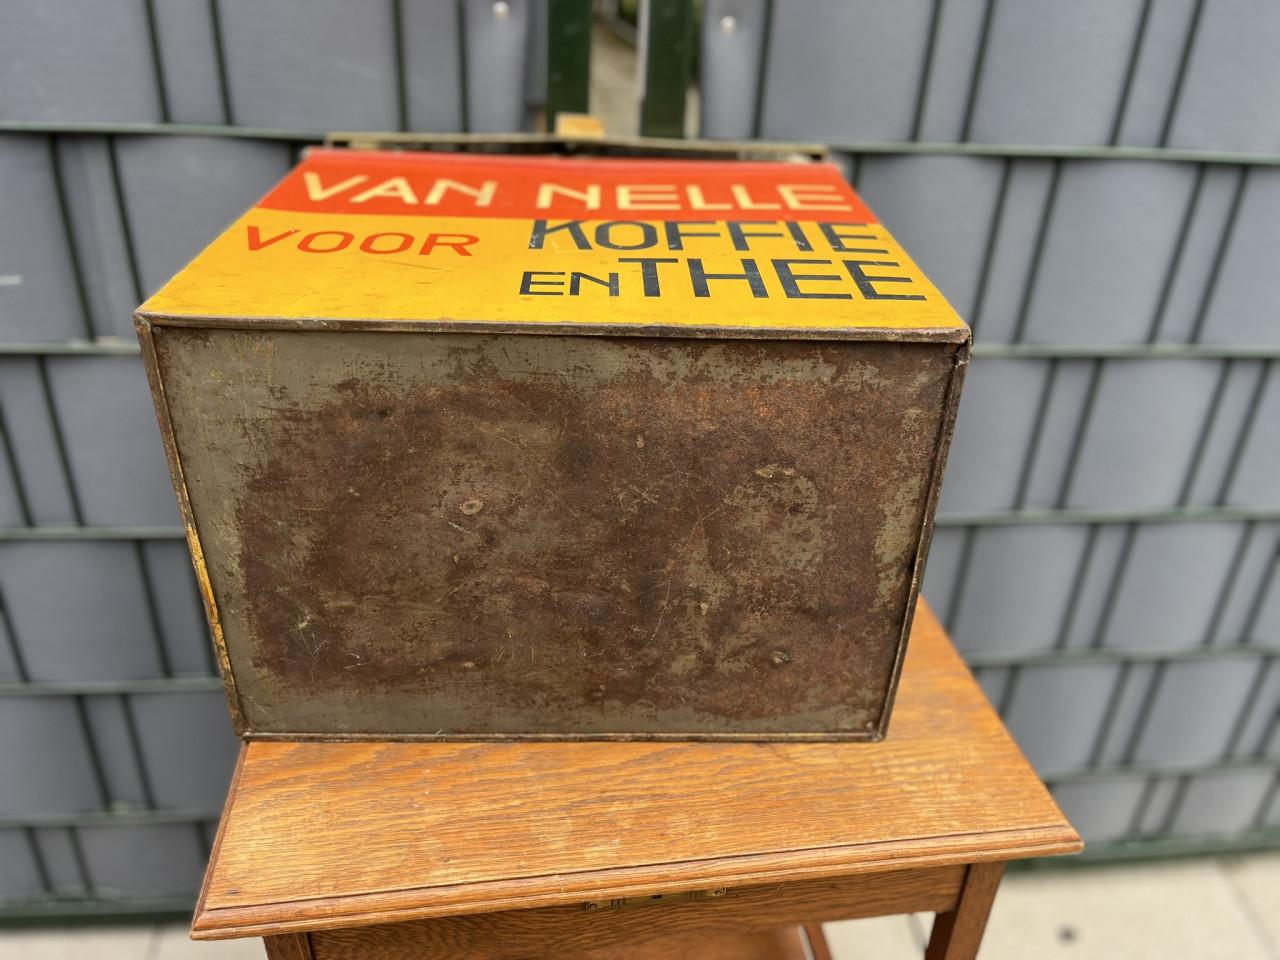 VAN NELLE
VOOR KOFFIE
EN THEE